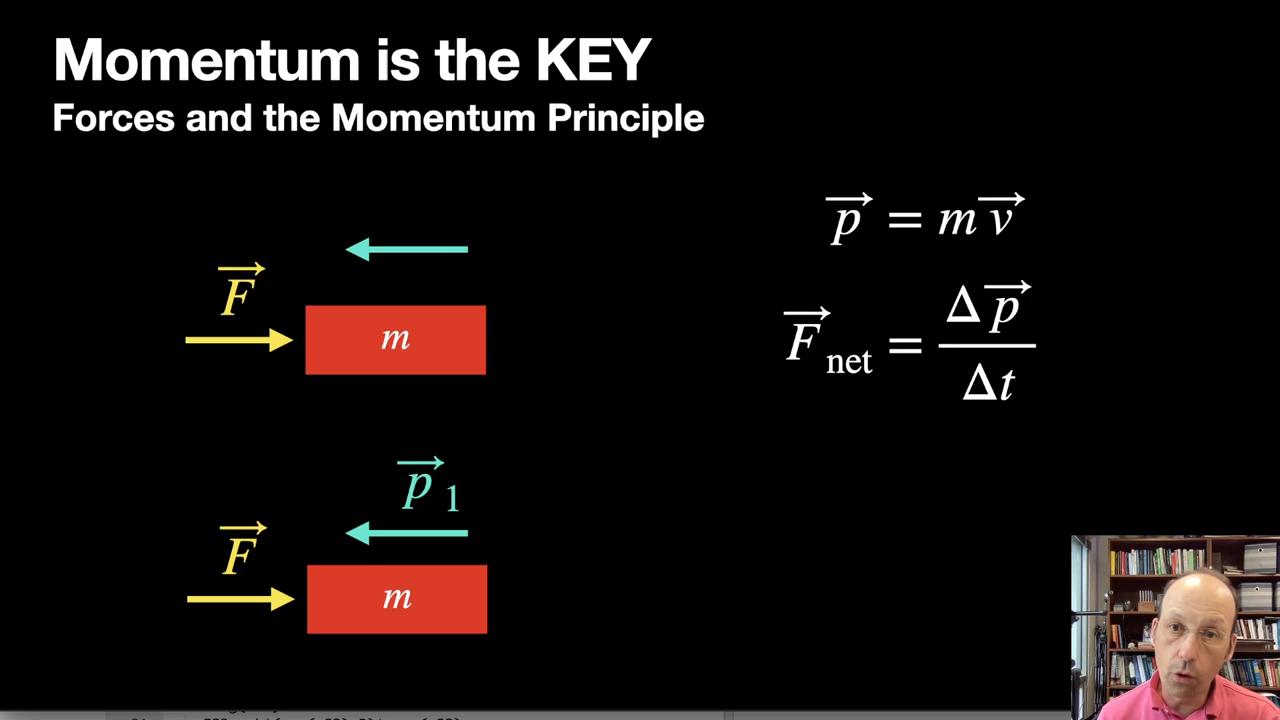 Momentum is the KEY
Forces and the Momentum Principle
p⃗ = mv⃗
F⃗
m
F⃗net = Δp⃗ / Δt
p⃗1
F⃗
m